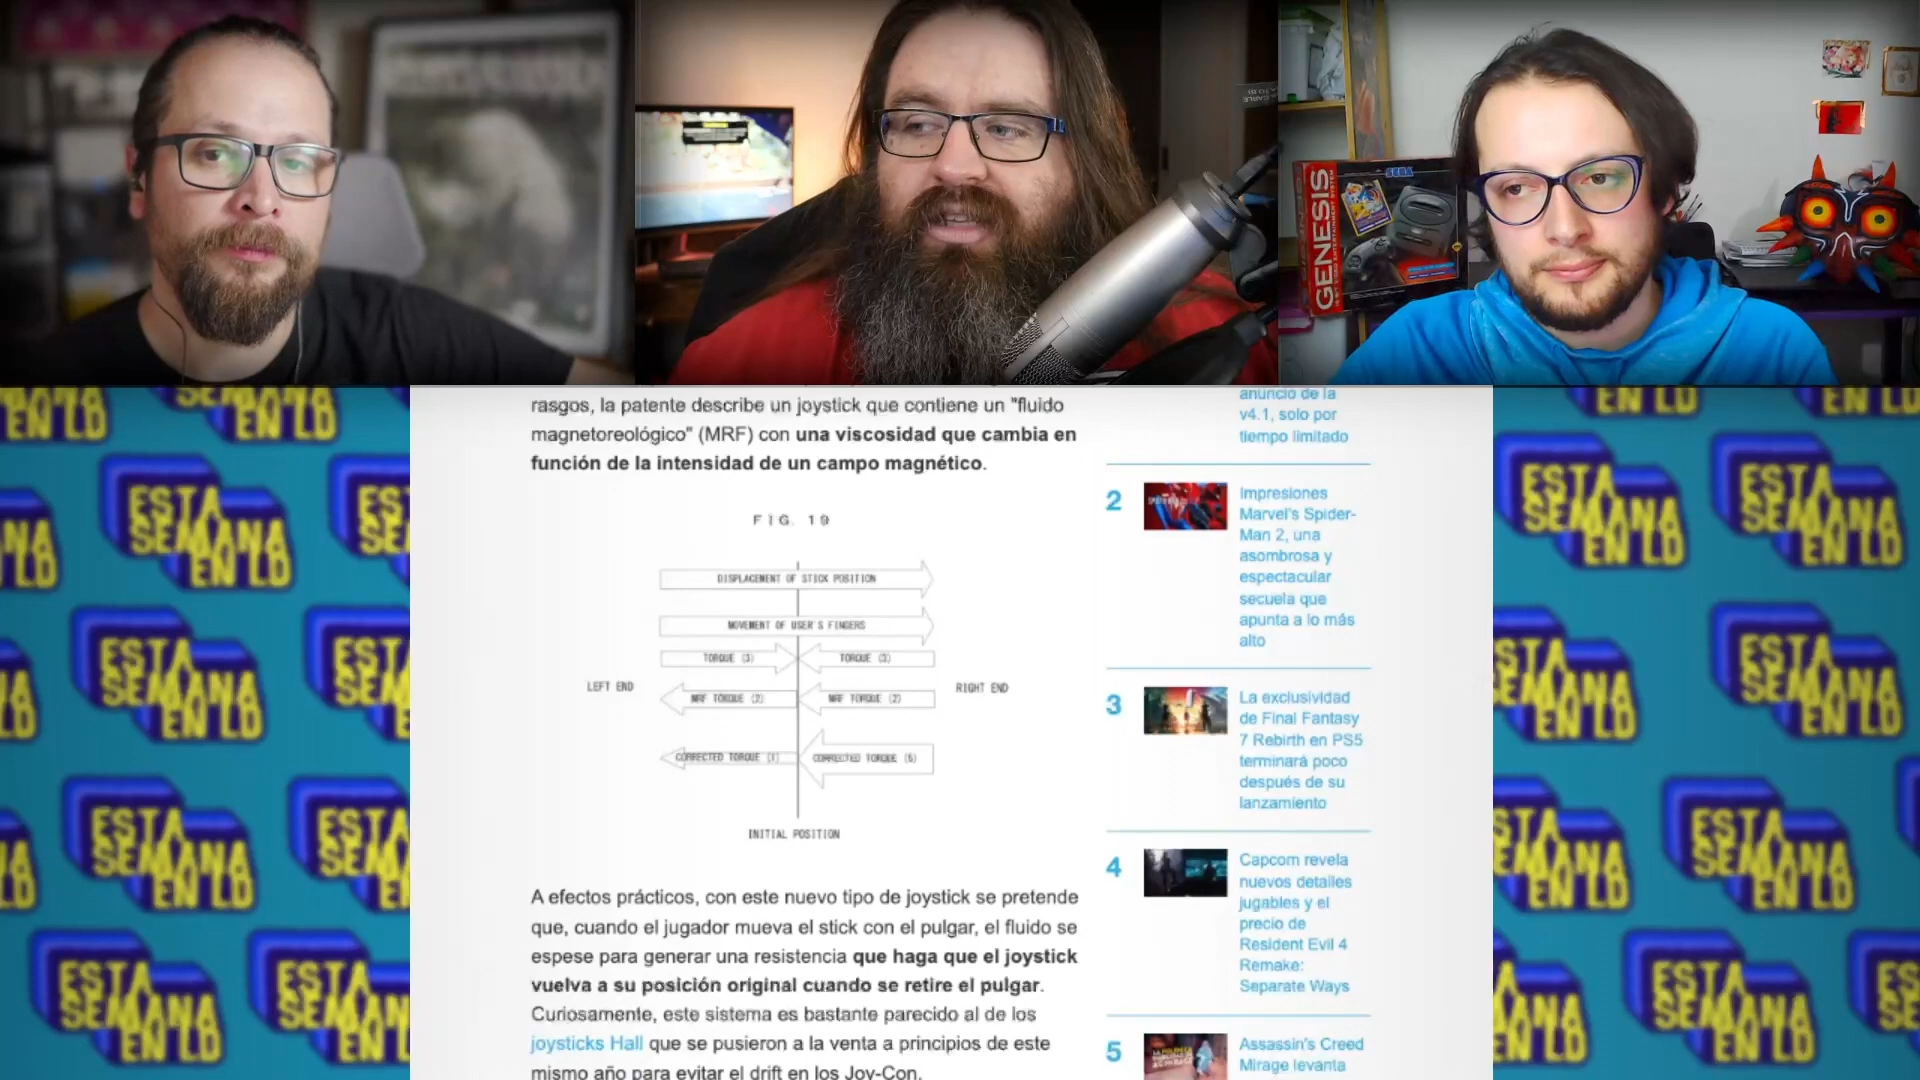 GENESIS
SEGA
rasgos, la patente describe un joystick que contiene un "fluido
magnetoreológico" (MRF) con una viscosidad que cambia en
función de la intensidad de un campo magnético.
FIG. 19
DISPLACEMENT OF STICK POSITION
MOVEMENT OF USER'S FINGERS
TORQUE (3) TORQUE (3)
LEFT END
RIGHT END
MRF TORQUE (2) MRF TORQUE (2)
CORRECTED TORQUE (1) CORRECTED TORQUE (5)
INITIAL POSITION
A efectos prácticos, con este nuevo tipo de joystick se pretende
que, cuando el jugador mueva el stick con el pulgar, el fluido se
espese para generar una resistencia que haga que el joystick
vuelva a su posición original cuando se retire el pulgar.
Curiosamente, este sistema es bastante parecido al de los
joysticks Hall que se pusieron a la venta a principios de este
mismo año para evitar el drift en los Joy-Con.
anuncio de la
v4.1, solo por
tiempo limitado
2
Impresiones
Marvel's Spider-
Man 2, una
asombrosa y
espectacular
secuela que
apunta a lo más
alto
3
La exclusividad
de Final Fantasy
7 Rebirth en PS5
terminará poco
después de su
lanzamiento
4
Capcom revela
nuevos detalles
jugables y el
precio de
Resident Evil 4
Remake:
Separate Ways
5
Assassin's Creed
Mirage levanta
ESTA
SEMANA
EN LD